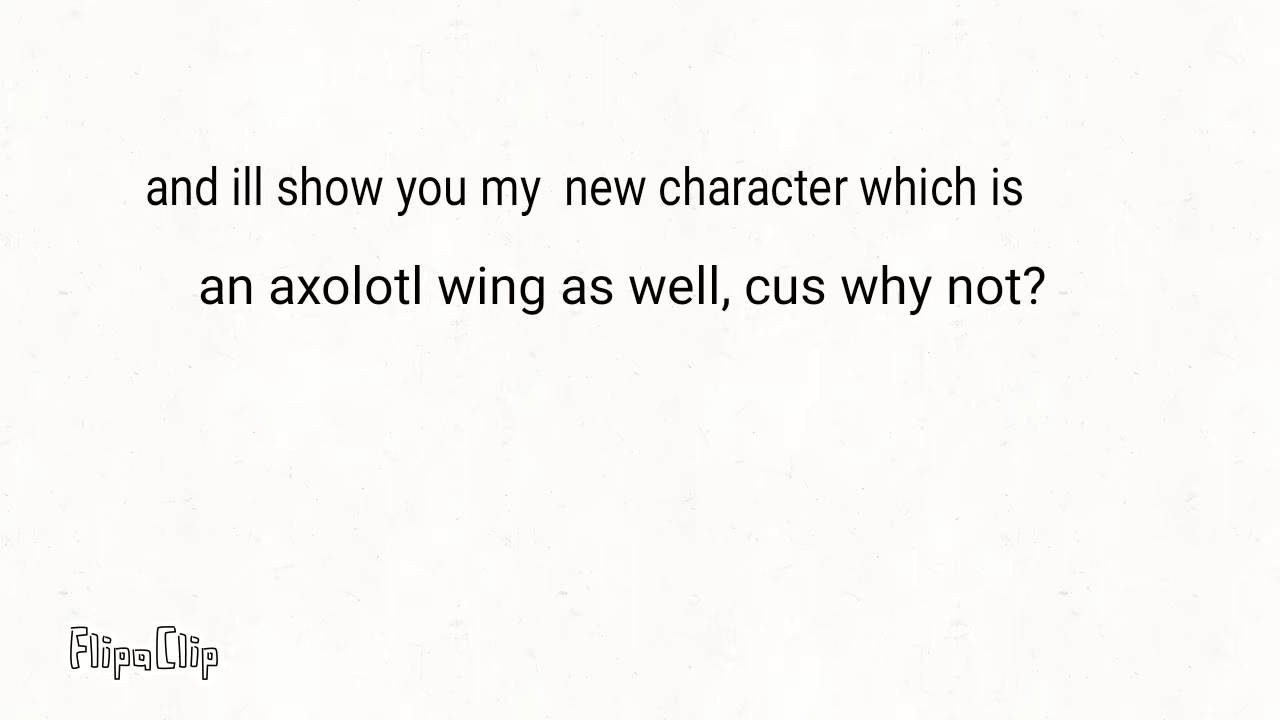 and ill show you my  new character which is
an axolotl wing as well, cus why not?
FlipaClip